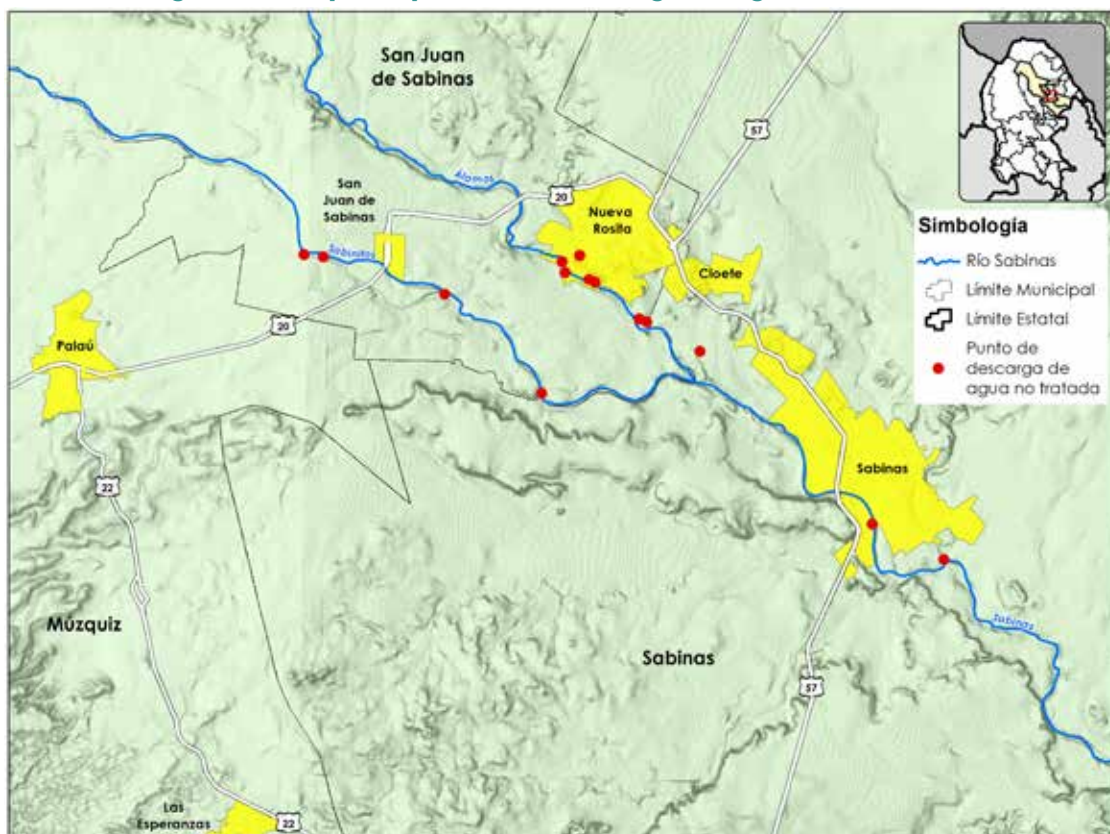 San Juan
de Sabinas
57
Álamos
20
San
Juan de
Sabinas
Nueva
Rosita
Sabinitas
Cloete
20
Palaú
Sabinas
22
Múzquiz
Sabinas
57
Sabinas
Las
Esperanzas
22
Simbología
Río Sabinas
Límite Municipal
Límite Estatal
Punto de
descarga de
agua no tratada